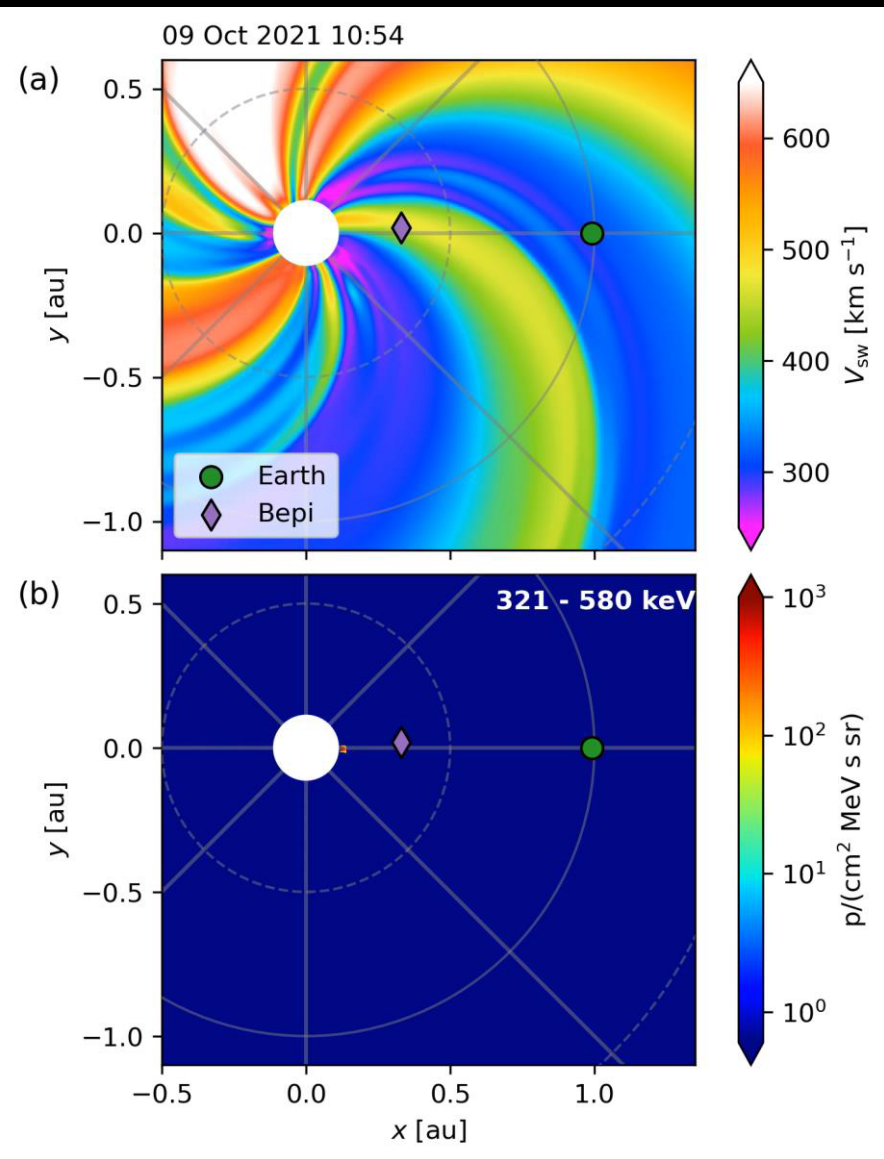 09 Oct 2021 10:54
(a)
0.5
0.0
−0.5
−1.0
y [au]
Earth
Bepi
600
500
400
300
V_sw [km s⁻¹]
(b)
321 - 580 keV
0.5
0.0
−0.5
−1.0
y [au]
−0.5 0.0 0.5 1.0
x [au]
10³
10²
10¹
10⁰
p/(cm² MeV s sr)